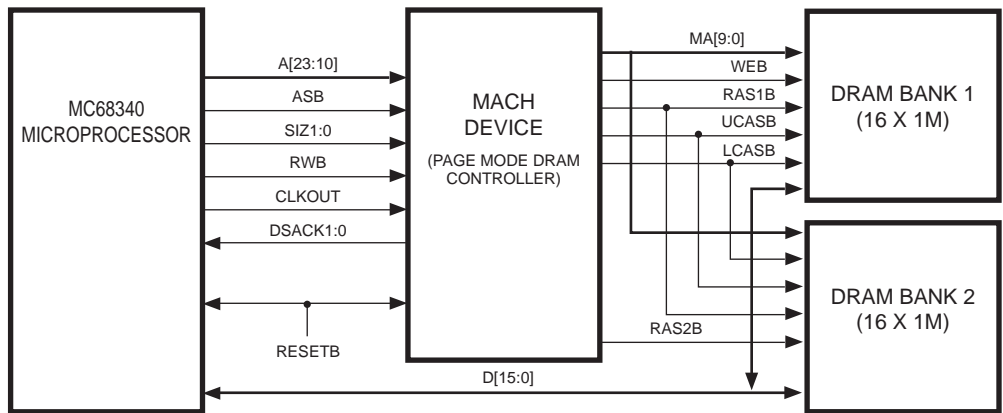 MC68340
MICROPROCESSOR
A[23:10]
ASB
SIZ1:0
RWB
CLKOUT
DSACK1:0
RESETB
MACH
DEVICE
(PAGE MODE DRAM
CONTROLLER)
MA[9:0]
WEB
RAS1B
UCASB
LCASB
RAS2B
D[15:0]
DRAM BANK 1
(16 X 1M)
DRAM BANK 2
(16 X 1M)